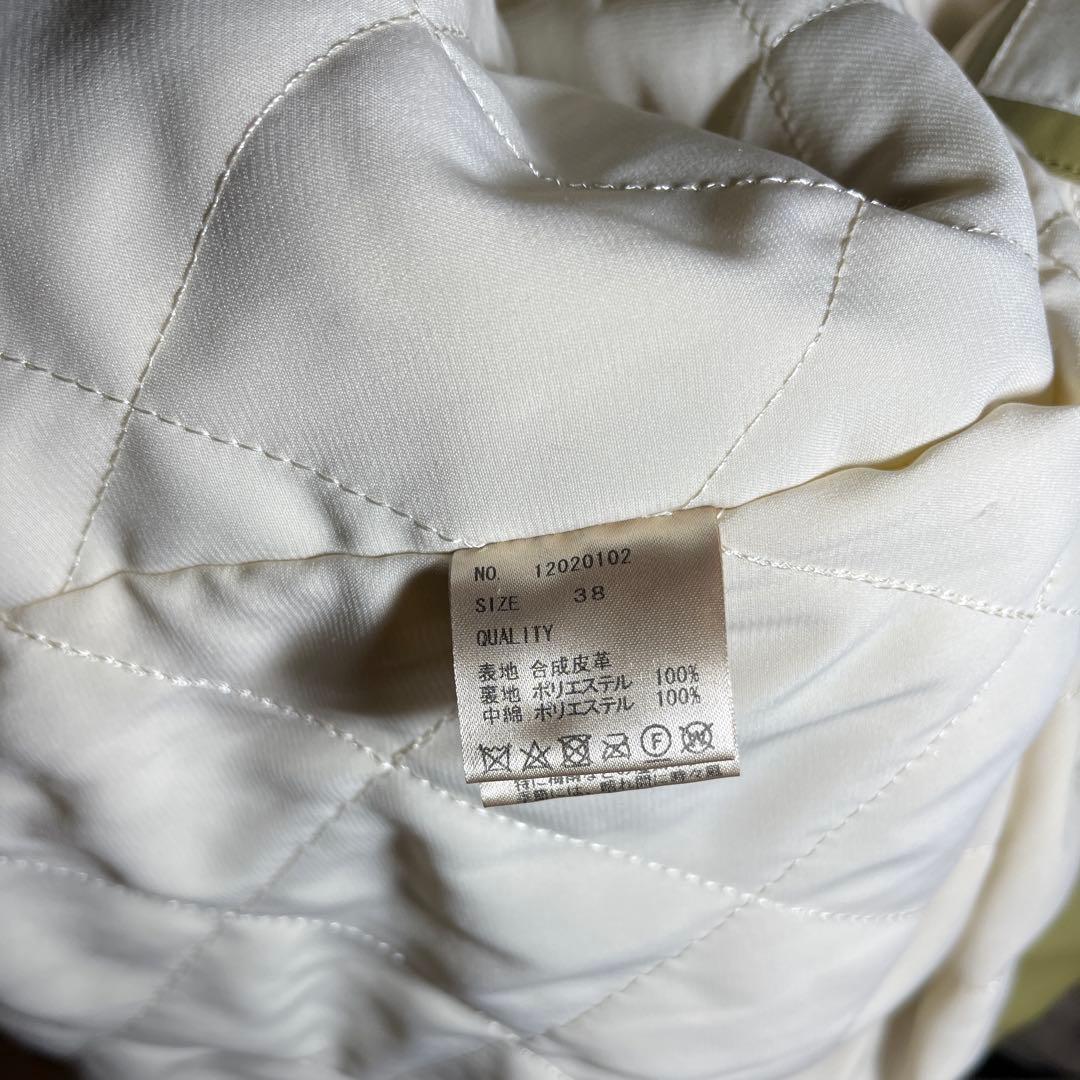 NO. 12020102
SIZE 38
QUALITY
表地 合成皮革
裏地 ポリエステル 100%
中綿 ポリエステル 100%
F W